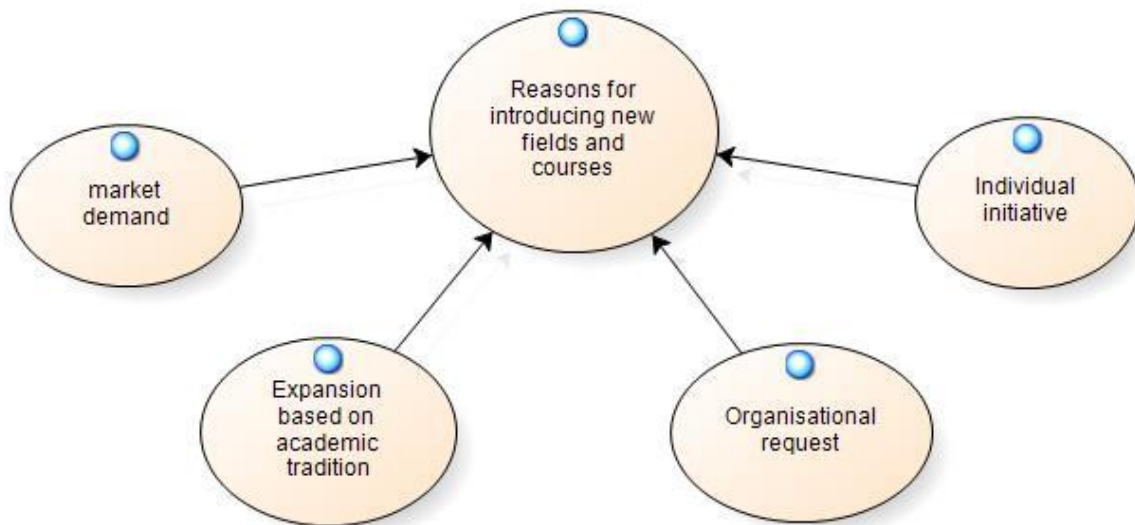 Reasons for
introducing new
fields and
courses
market
demand
Individual
initiative
Expansion
based on
academic
tradition
Organisational
request